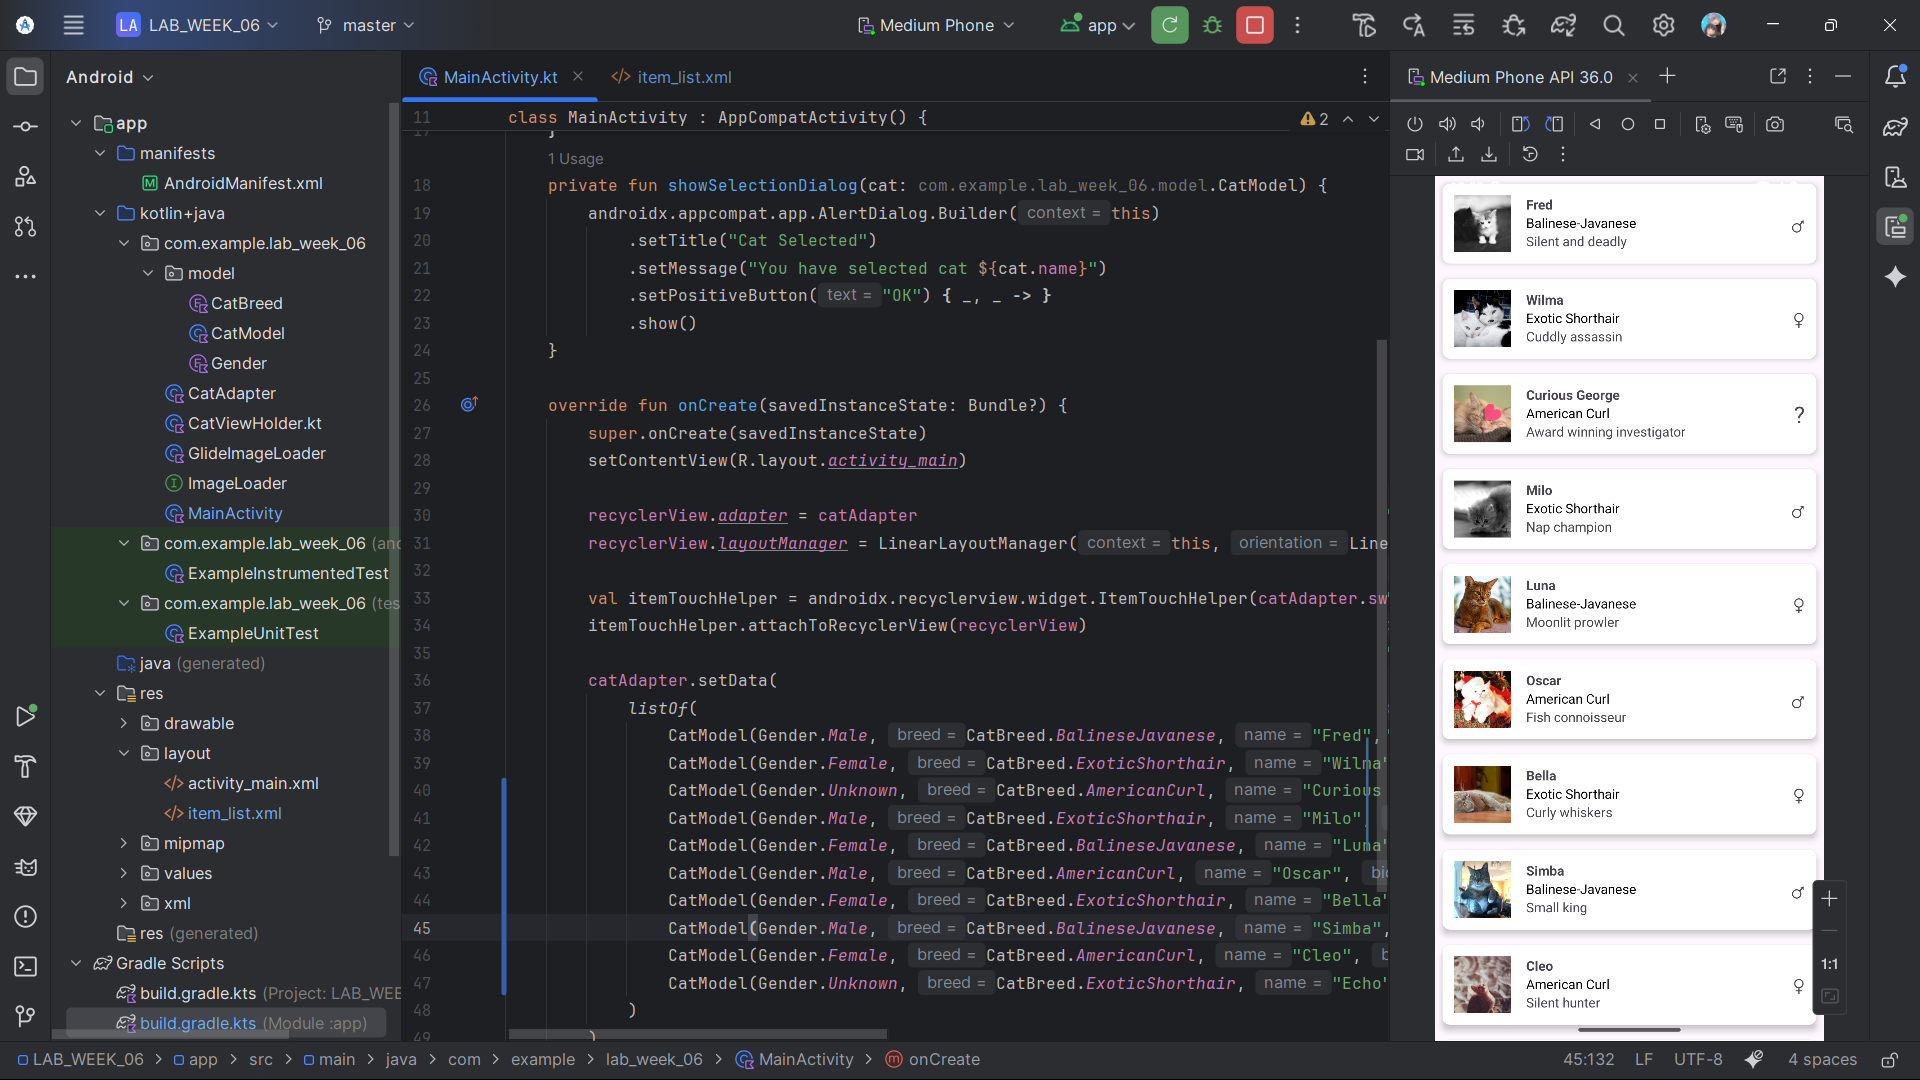 LA LAB_WEEK_06 master Medium Phone app
Android
app
manifests
AndroidManifest.xml
kotlin+java
com.example.lab_week_06
model
CatBreed
CatModel
Gender
CatAdapter
CatViewHolder.kt
GlideImageLoader
ImageLoader
MainActivity
com.example.lab_week_06 (and
ExampleInstrumentedTest
com.example.lab_week_06 (tes
ExampleUnitTest
java (generated)
res
drawable
layout
activity_main.xml
item_list.xml
mipmap
values
xml
res (generated)
Gradle Scripts
build.gradle.kts (Project: LAB_WEE
build.gradle.kts (Module :app)
MainActivity.kt item_list.xml
11 class MainActivity : AppCompatActivity() { 2
17 }
1 Usage
18 private fun showSelectionDialog(cat: com.example.lab_week_06.model.CatModel) {
19 androidx.appcompat.app.AlertDialog.Builder( context = this)
20 .setTitle("Cat Selected")
21 .setMessage("You have selected cat ${cat.name}")
22 .setPositiveButton( text = "OK") { _, _ -> }
23 .show()
24 }
25
26 override fun onCreate(savedInstanceState: Bundle?) {
27 super.onCreate(savedInstanceState)
28 setContentView(R.layout.activity_main)
29
30 recyclerView.adapter = catAdapter
31 recyclerView.layoutManager = LinearLayoutManager( context = this, orientation = Line
32
33 val itemTouchHelper = androidx.recyclerview.widget.ItemTouchHelper(catAdapter.sw
34 itemTouchHelper.attachToRecyclerView(recyclerView)
35
36 catAdapter.setData(
37 listOf(
38 CatModel(Gender.Male, breed = CatBreed.BalineseJavanese, name = "Fred",
39 CatModel(Gender.Female, breed = CatBreed.ExoticShorthair, name = "Wilma"
40 CatModel(Gender.Unknown, breed = CatBreed.AmericanCurl, name = "Curious
41 CatModel(Gender.Male, breed = CatBreed.ExoticShorthair, name = "Milo",
42 CatModel(Gender.Female, breed = CatBreed.BalineseJavanese, name = "Luna"
43 CatModel(Gender.Male, breed = CatBreed.AmericanCurl, name = "Oscar", bi
44 CatModel(Gender.Female, breed = CatBreed.ExoticShorthair, name = "Bella"
45 CatModel(Gender.Male, breed = CatBreed.BalineseJavanese, name = "Simba",
46 CatModel(Gender.Female, breed = CatBreed.AmericanCurl, name = "Cleo", b
47 CatModel(Gender.Unknown, breed = CatBreed.ExoticShorthair, name = "Echo"
48 )
49 )
Medium Phone API 36.0
Fred
Balinese-Javanese
Silent and deadly
♂
Wilma
Exotic Shorthair
Cuddly assassin
♀
Curious George
American Curl
Award winning investigator
?
Milo
Exotic Shorthair
Nap champion
♂
Luna
Balinese-Javanese
Moonlit prowler
♀
Oscar
American Curl
Fish connoisseur
♂
Bella
Exotic Shorthair
Curly whiskers
♀
Simba
Balinese-Javanese
Small king
♂
Cleo
American Curl
Silent hunter
♀
1:1
LAB_WEEK_06 > app > src > main > java > com > example > lab_week_06 > MainActivity > onCreate 45:132 LF UTF-8 4 spaces